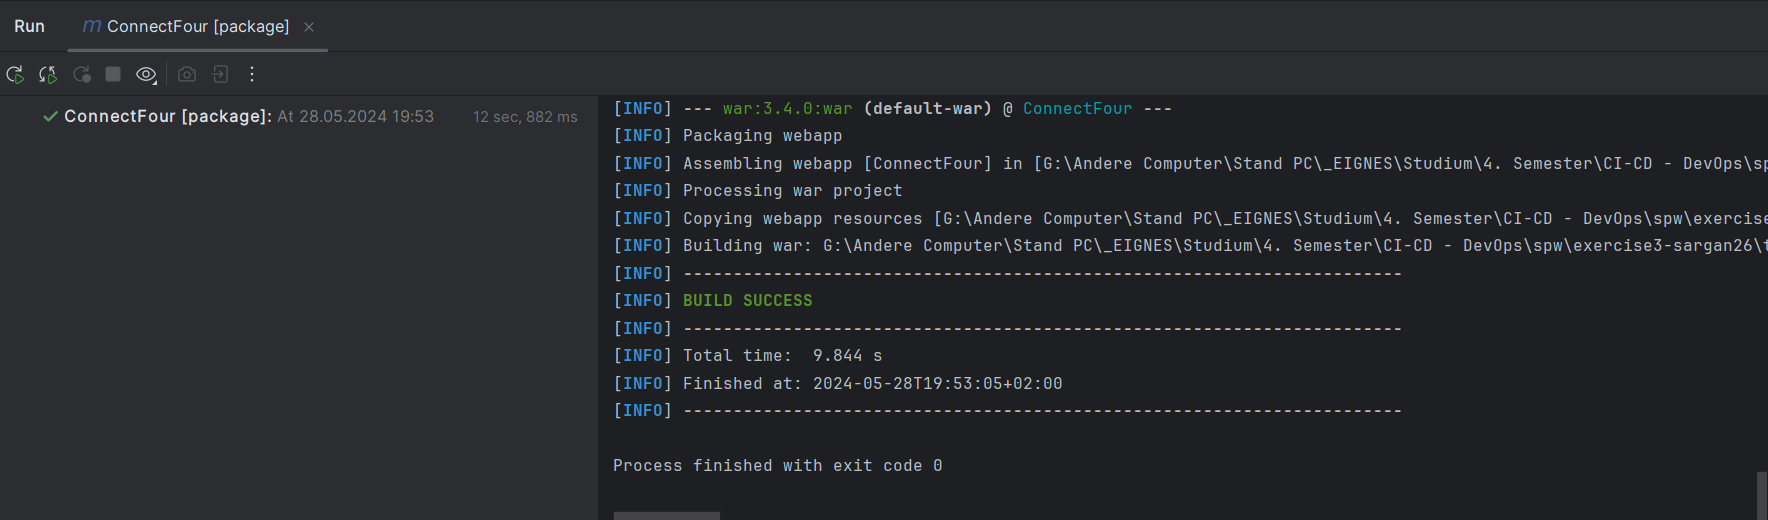 Run
m ConnectFour [package] ×
ConnectFour [package]: At 28.05.2024 19:53 12 sec, 882 ms
[INFO] --- war:3.4.0:war (default-war) @ ConnectFour ---
[INFO] Packaging webapp
[INFO] Assembling webapp [ConnectFour] in [G:\Andere Computer\Stand PC\_EIGNES\Studium\4. Semester\CI-CD - DevOps\sp
[INFO] Processing war project
[INFO] Copying webapp resources [G:\Andere Computer\Stand PC\_EIGNES\Studium\4. Semester\CI-CD - DevOps\spw\exercise
[INFO] Building war: G:\Andere Computer\Stand PC\_EIGNES\Studium\4. Semester\CI-CD - DevOps\spw\exercise3-sargan26\t
[INFO] ------------------------------------------------------------------------
[INFO] BUILD SUCCESS
[INFO] ------------------------------------------------------------------------
[INFO] Total time:  9.844 s
[INFO] Finished at: 2024-05-28T19:53:05+02:00
[INFO] ------------------------------------------------------------------------
Process finished with exit code 0